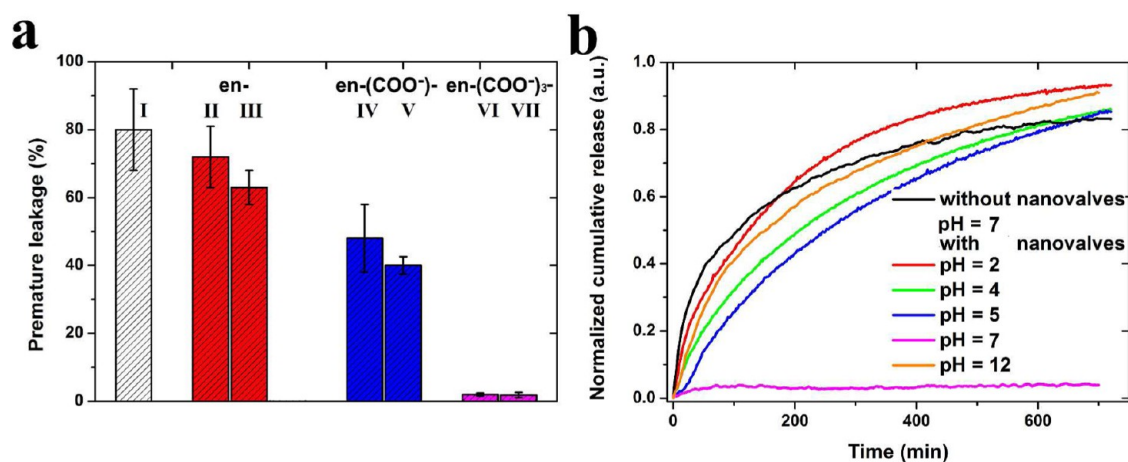 a
Premature leakage (%)
100
80
60
40
20
0
en- en-(COO⁻)- en-(COO⁻)₃-
I II III IV V VI VII
b
Normalized cumulative release (a.u.)
1.0
0.8
0.6
0.4
0.2
0.0
without nanovalves
pH = 7
with nanovalves
pH = 2
pH = 4
pH = 5
pH = 7
pH = 12
0 200 400 600
Time (min)